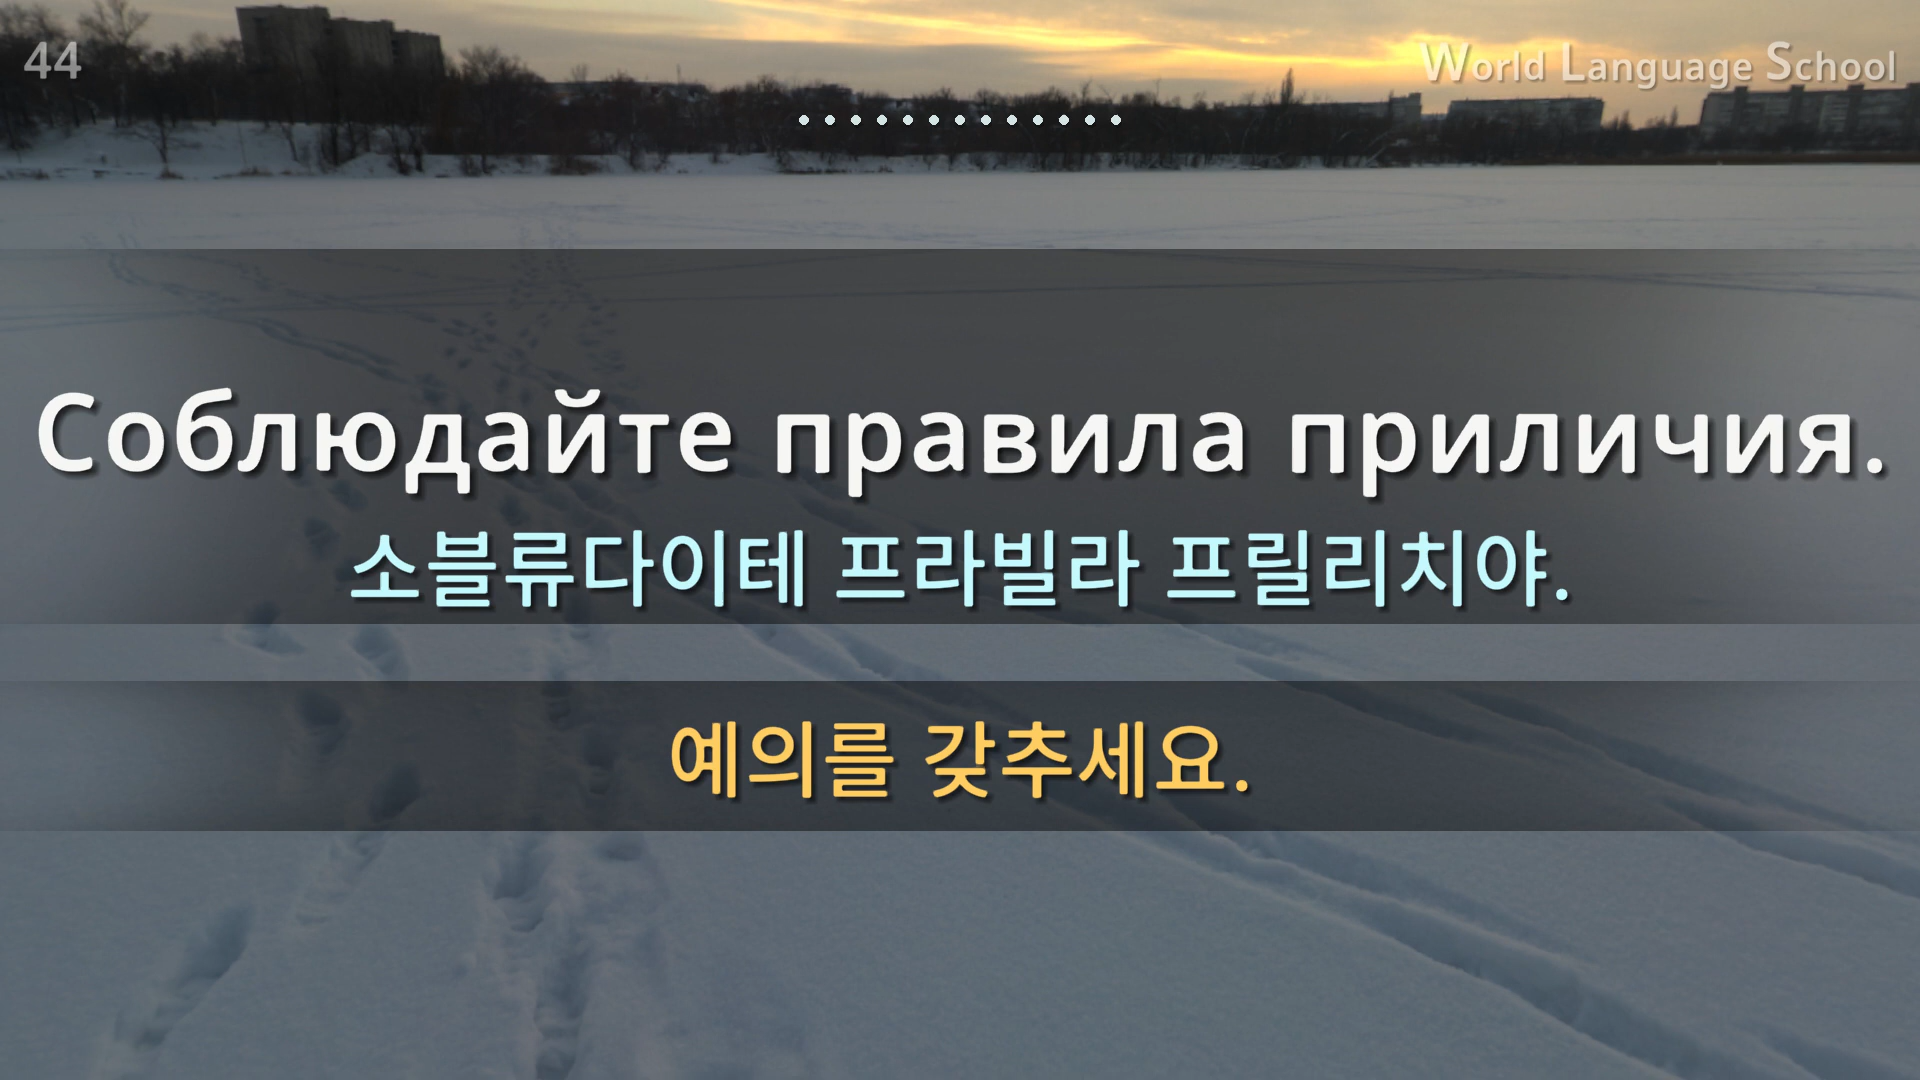 44
World Language School
Соблюдайте правила приличия.
소블류다이테 프라빌라 프릴리치야.
예의를 갖추세요.